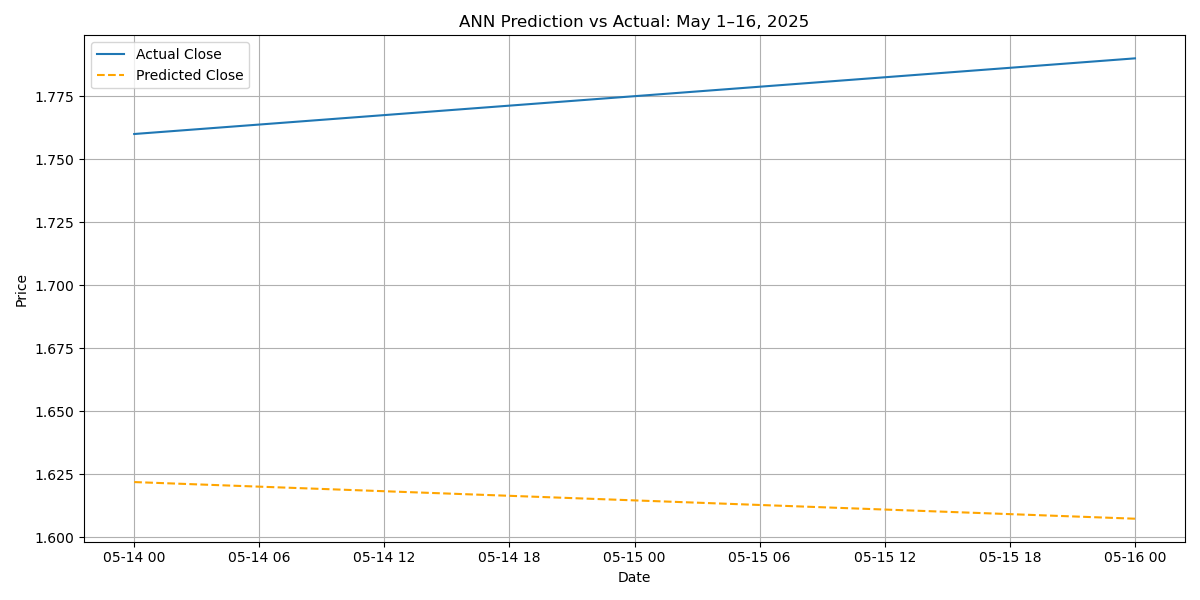 ANN Prediction vs Actual: May 1–16, 2025
Actual Close
Predicted Close
Price
1.775
1.750
1.725
1.700
1.675
1.650
1.625
1.600
05-14 00 05-14 06 05-14 12 05-14 18 05-15 00 05-15 06 05-15 12 05-15 18 05-16 00
Date